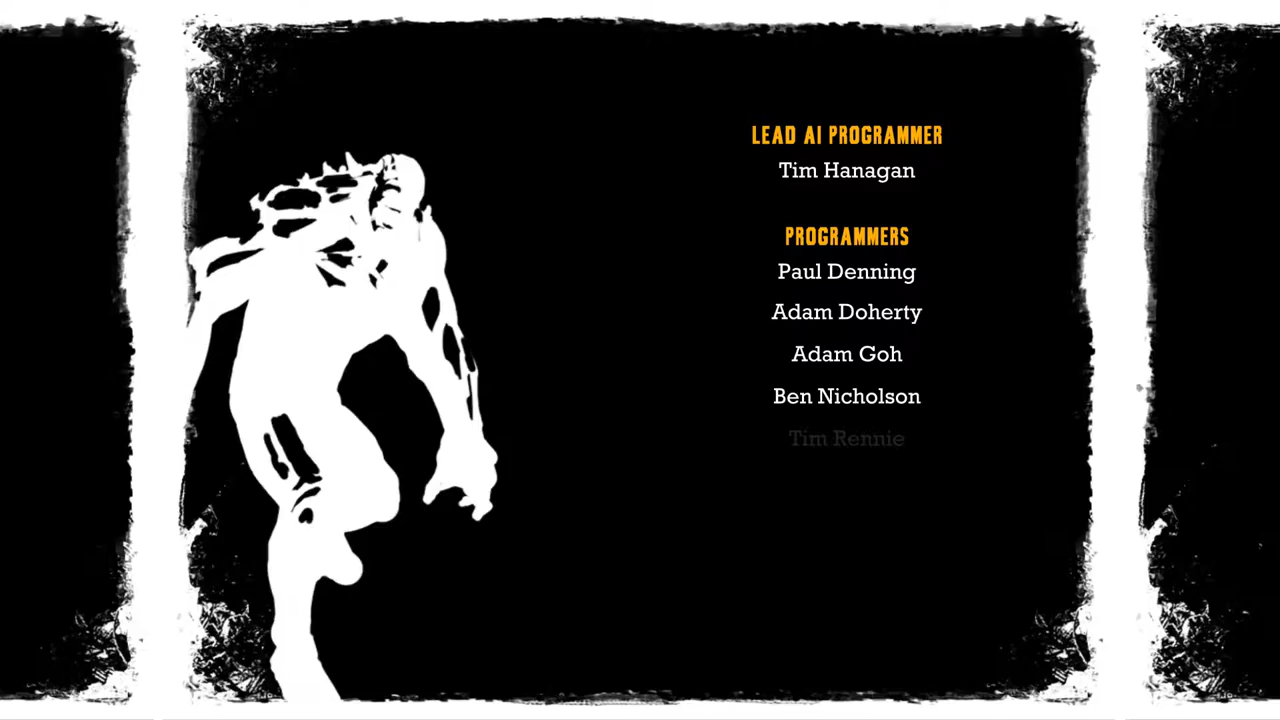 LEAD AI PROGRAMMER
Tim Hanagan
PROGRAMMERS
Paul Denning
Adam Doherty
Adam Goh
Ben Nicholson
Tim Rennie